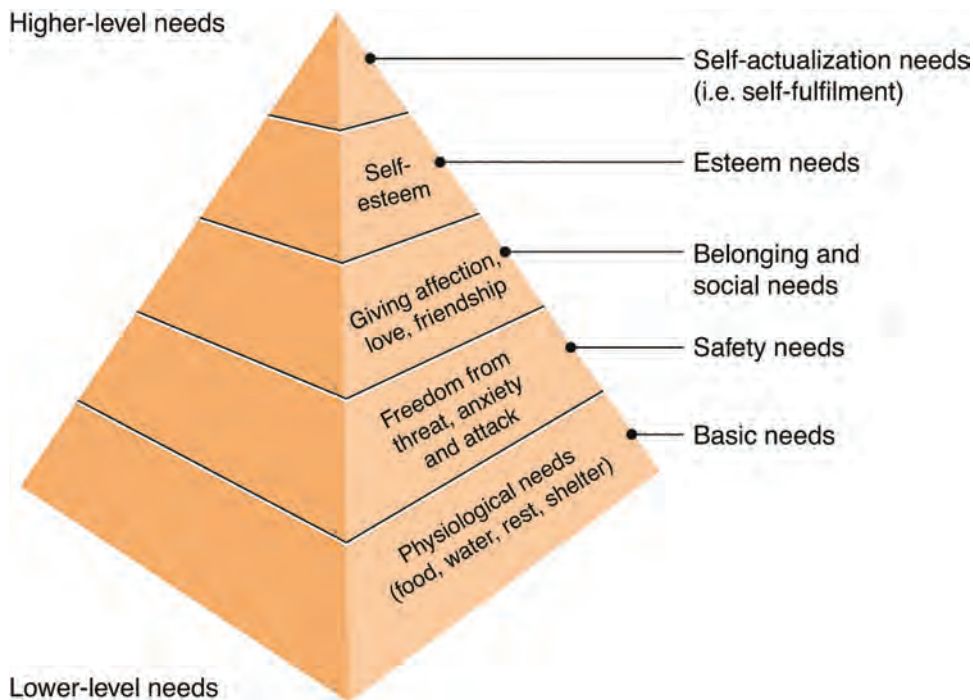 Higher-level needs
Self-actualization needs
(i.e. self-fulfilment)
Self-
esteem
Esteem needs
Giving affection,
love, friendship
Belonging and
social needs
Freedom from
threat, anxiety
and attack
Safety needs
Physiological needs
(food, water, rest, shelter)
Basic needs
Lower-level needs